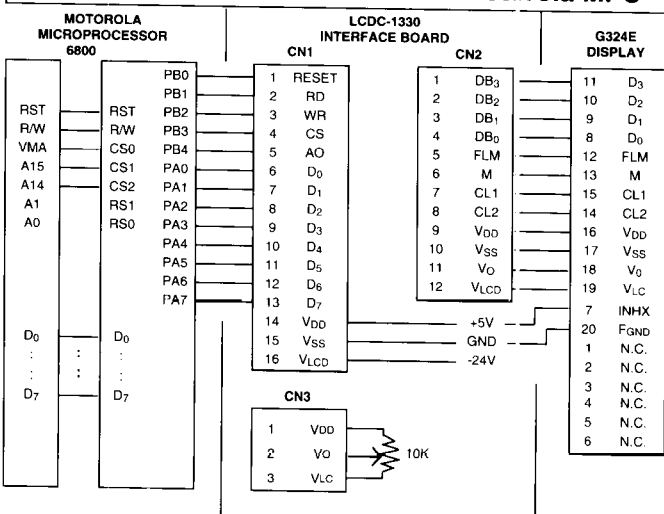 MOTOROLA
MICROPROCESSOR
6800
LCDC-1330
INTERFACE BOARD
G324E
DISPLAY
RST
R/W
VMA
A15
A14
A1
A0
D0
D7
RST
R/W
CS0
CS1
CS2
RS1
RS0
D0
D7
PB0
PB1
PB2
PB3
PB4
PA0
PA1
PA2
PA3
PA4
PA5
PA6
PA7
CN1
1 RESET
2 RD
3 WR
4 CS
5 AO
6 D0
7 D1
8 D2
9 D3
10 D4
11 D5
12 D6
13 D7
14 VDD
15 VSS
16 VLCD
+5V
GND
-24V
CN2
1 DB3
2 DB2
3 DB1
4 DB0
5 FLM
6 M
7 CL1
8 CL2
9 VDD
10 VSS
11 VO
12 VLCD
11 D3
10 D2
9 D1
8 D0
12 FLM
13 M
15 CL1
14 CL2
16 VDD
17 VSS
18 V0
19 VLC
7 INHX
20 FGND
1 N.C.
2 N.C.
3 N.C.
4 N.C.
5 N.C.
6 N.C.
CN3
1 VDD
2 VO
3 VLC
10K